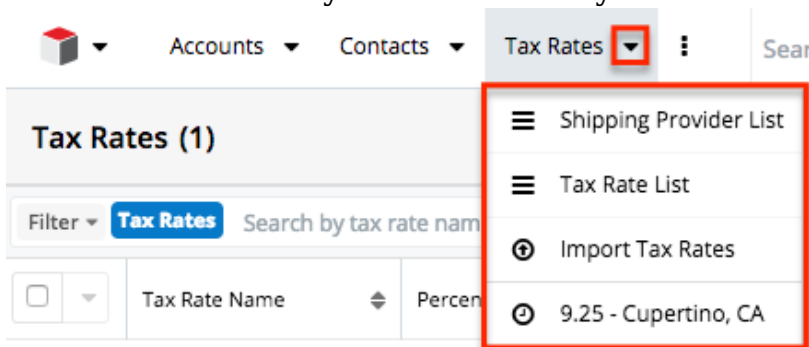 Accounts Contacts Tax Rates
Tax Rates (1)
Shipping Provider List
Tax Rate List
Filter Tax Rates Search by tax rate nam
Import Tax Rates
Tax Rate Name Percen
9.25 - Cupertino, CA